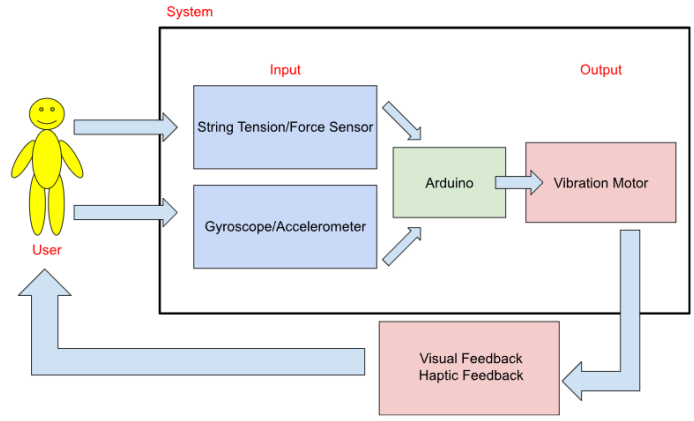 System
Input
Output
String Tension/Force Sensor
Arduino
Vibration Motor
Gyroscope/Accelerometer
User
Visual Feedback
Haptic Feedback